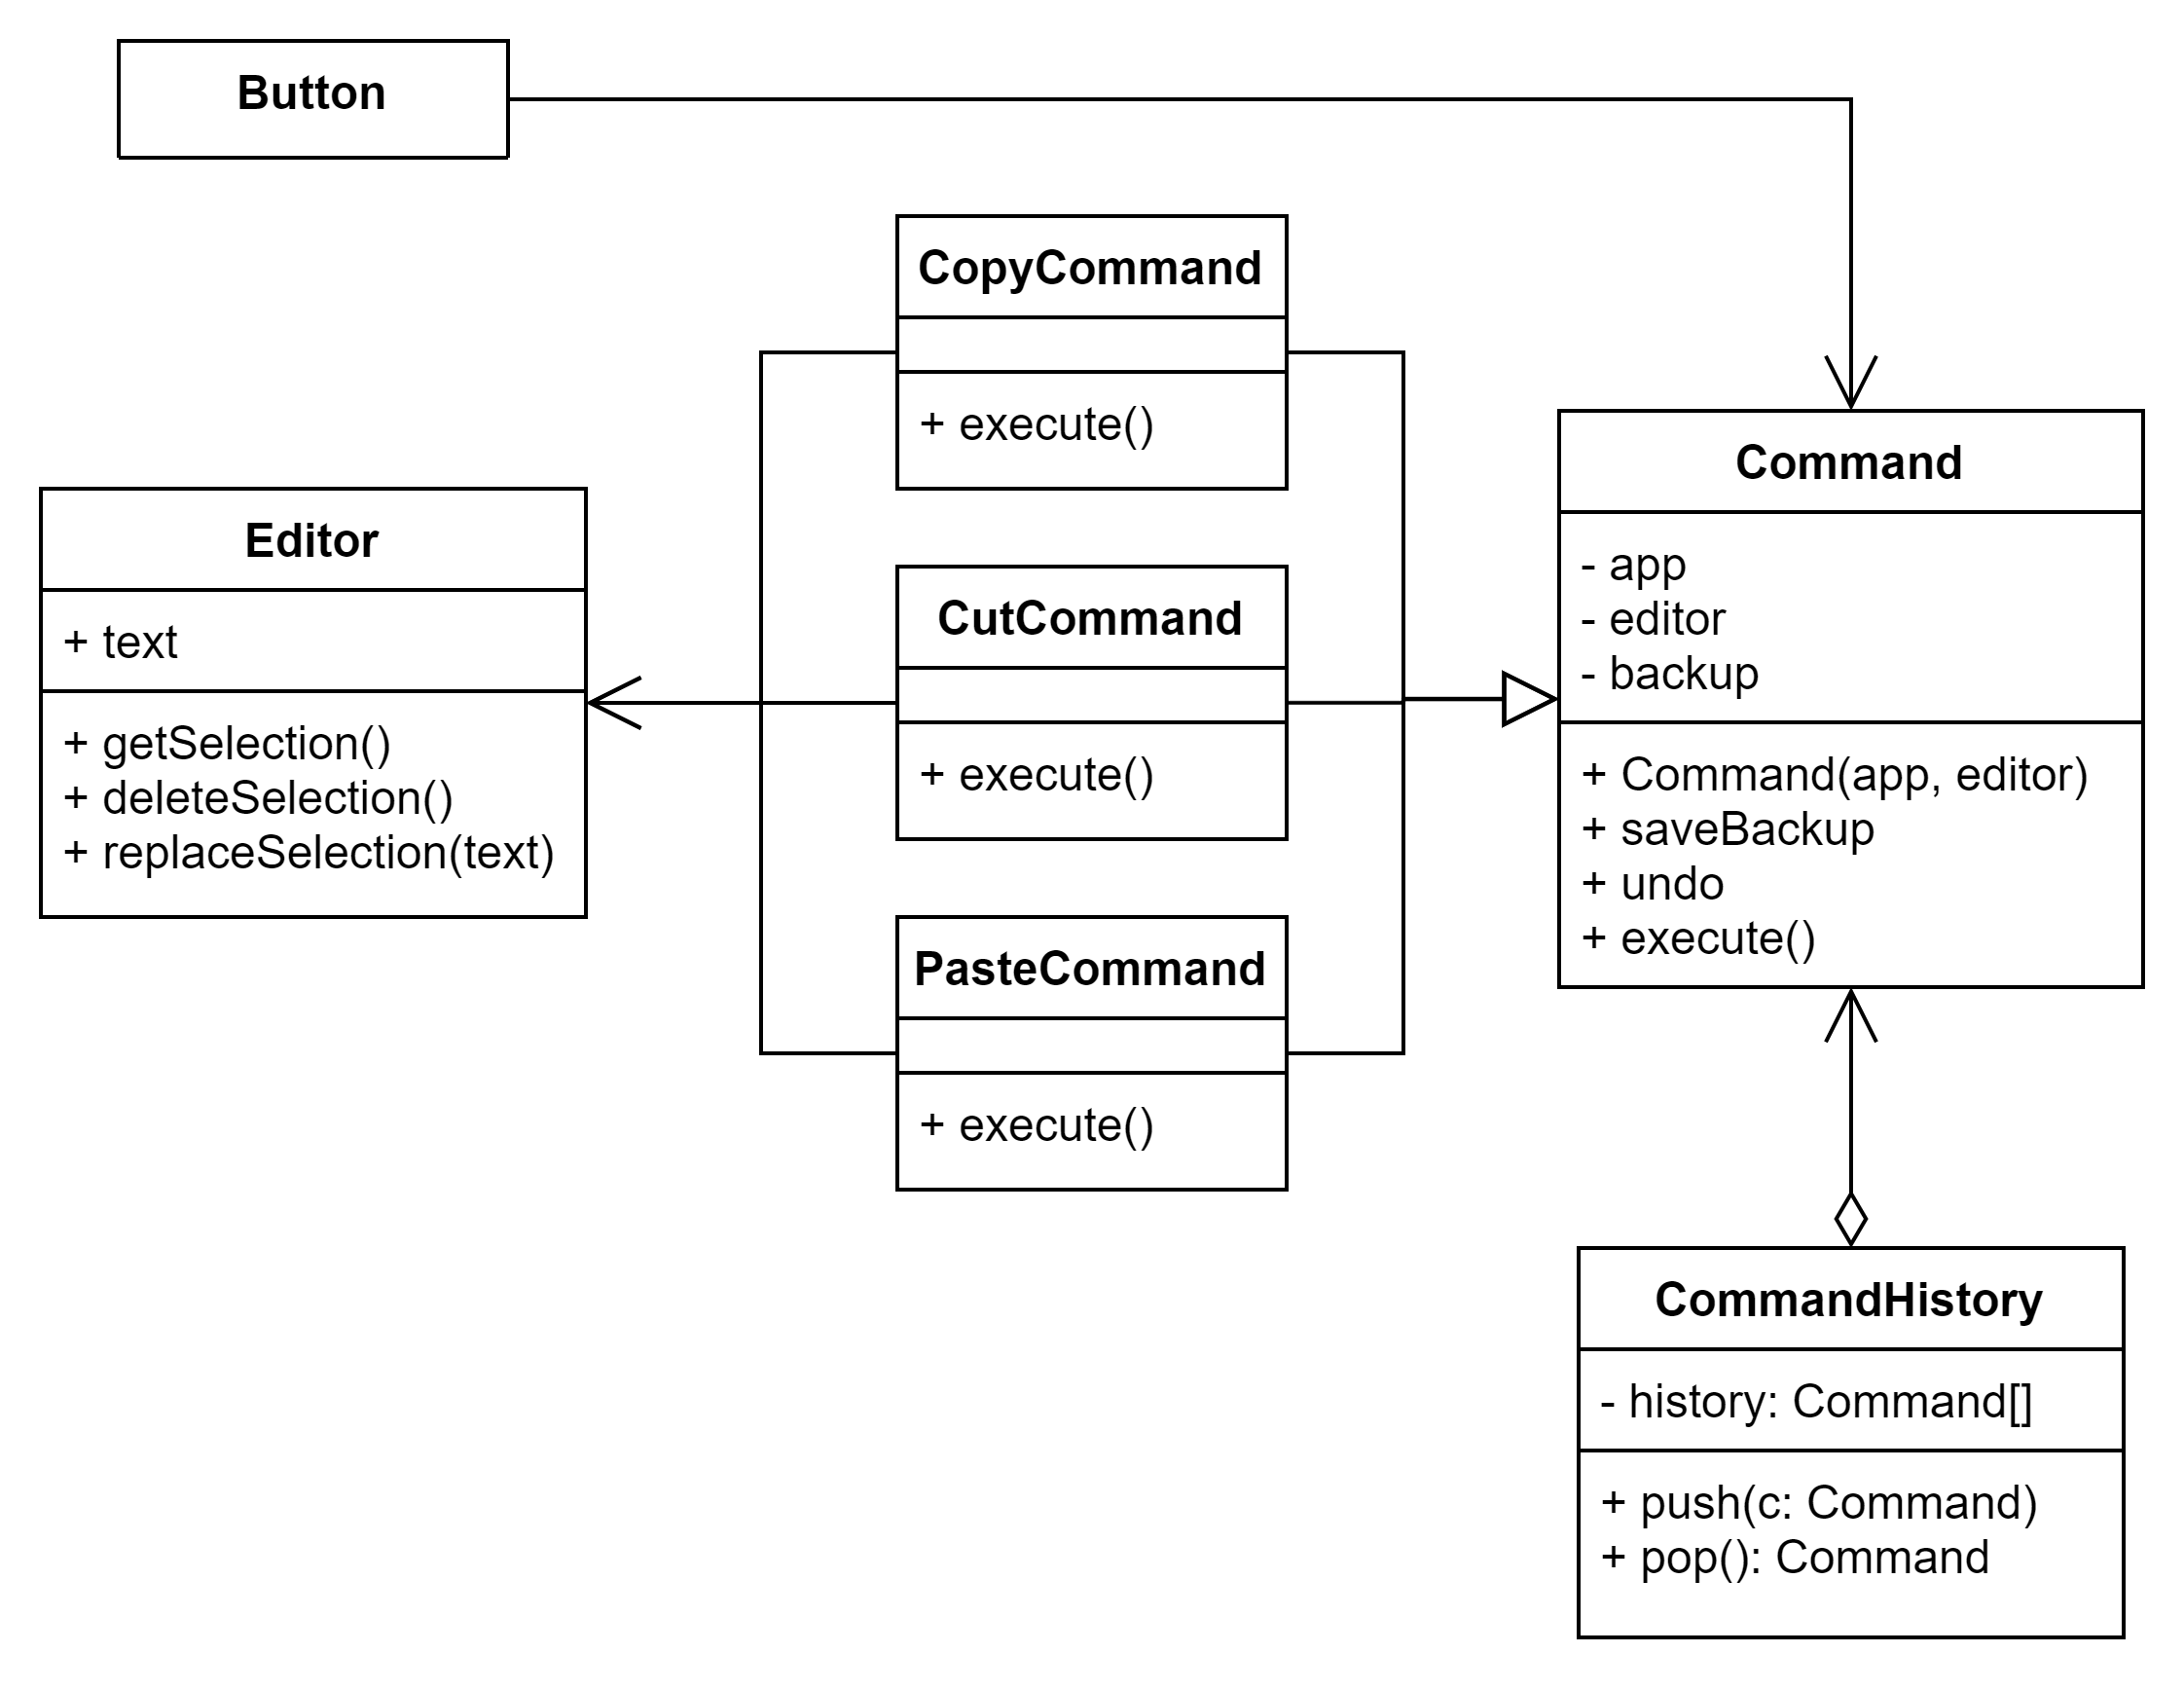 Button
CopyCommand
+ execute()
Editor
+ text
+ getSelection()
+ deleteSelection()
+ replaceSelection(text)
CutCommand
+ execute()
PasteCommand
+ execute()
Command
- app
- editor
- backup
+ Command(app, editor)
+ saveBackup
+ undo
+ execute()
CommandHistory
- history: Command[]
+ push(c: Command)
+ pop(): Command